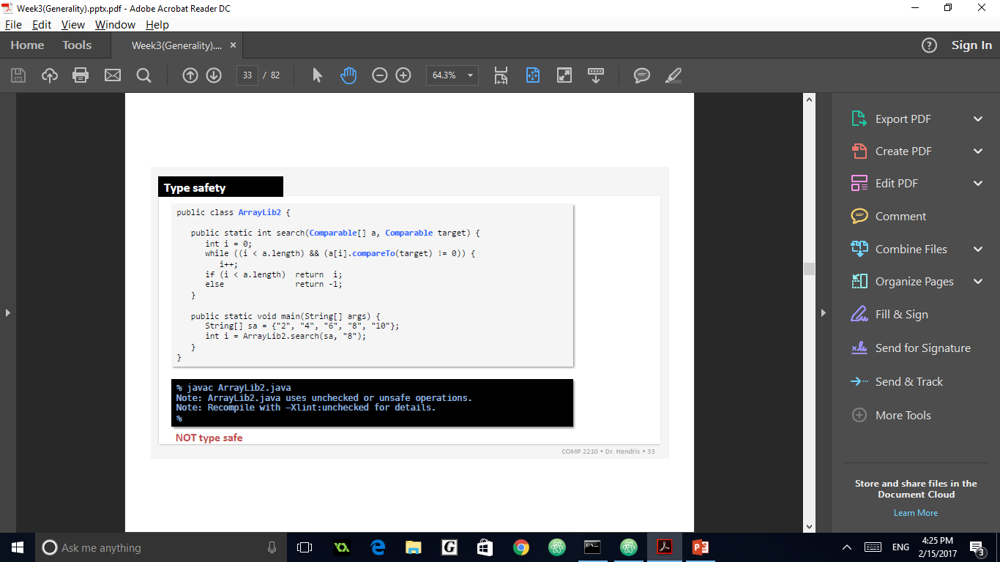 Week3(Generality).pptx.pdf - Adobe Acrobat Reader DC
File Edit View Window Help
Home Tools Week3(Generality).... × ? Sign In
33 / 82 64.3%
Export PDF
Create PDF
Edit PDF
Comment
Combine Files
Organize Pages
Fill & Sign
Send for Signature
Send & Track
More Tools
Store and share files in the
Document Cloud
Learn More
Type safety
public class ArrayLib2 {
public static int search(Comparable[] a, Comparable target) {
int i = 0;
while ((i < a.length) && (a[i].compareTo(target) != 0)) {
i++;
if (i < a.length) return i;
else return -1;
}
public static void main(String[] args) {
String[] sa = {"2", "4", "6", "8", "10"};
int i = ArrayLib2.search(sa, "8");
}
}
% javac ArrayLib2.java
Note: ArrayLib2.java uses unchecked or unsafe operations.
Note: Recompile with –Xlint:unchecked for details.
%
NOT type safe
COMP 2210 • Dr. Hendrix • 33
Ask me anything
ENG
4:25 PM
2/15/2017
3